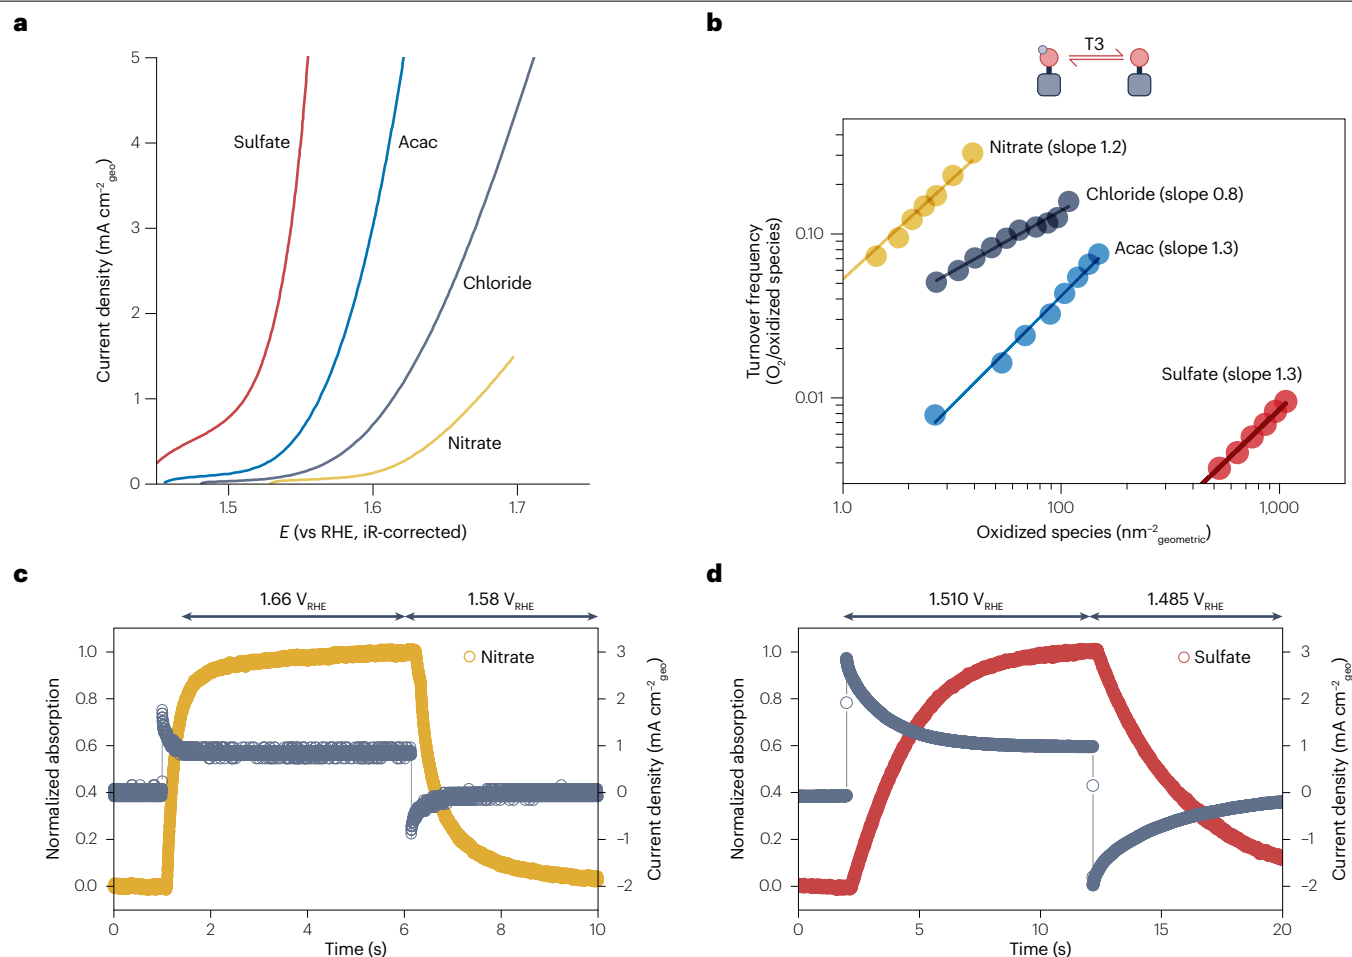 a
5
4
3
2
1
0
Current density (mA cm⁻²geo)
Sulfate
Acac
Chloride
Nitrate
1.5
1.6
1.7
E (vs RHE, iR-corrected)
b
T3
Turnover frequency
(O₂/oxidized species)
0.10
0.01
Nitrate (slope 1.2)
Chloride (slope 0.8)
Acac (slope 1.3)
Sulfate (slope 1.3)
1.0
100
1,000
Oxidized species (nm⁻²geometric)
c
1.66 VRHE
1.58 VRHE
Normalized absorption
1.0
0.8
0.6
0.4
0.2
0.0
Nitrate
3
2
1
0
–1
–2
Current density (mA cm⁻²geo)
0
2
4
6
8
10
Time (s)
d
1.510 VRHE
1.485 VRHE
Normalized absorption
1.0
0.8
0.6
0.4
0.2
0.0
Sulfate
3
2
1
0
–1
–2
Current density (mA cm⁻²geo)
0
5
10
15
20
Time (s)